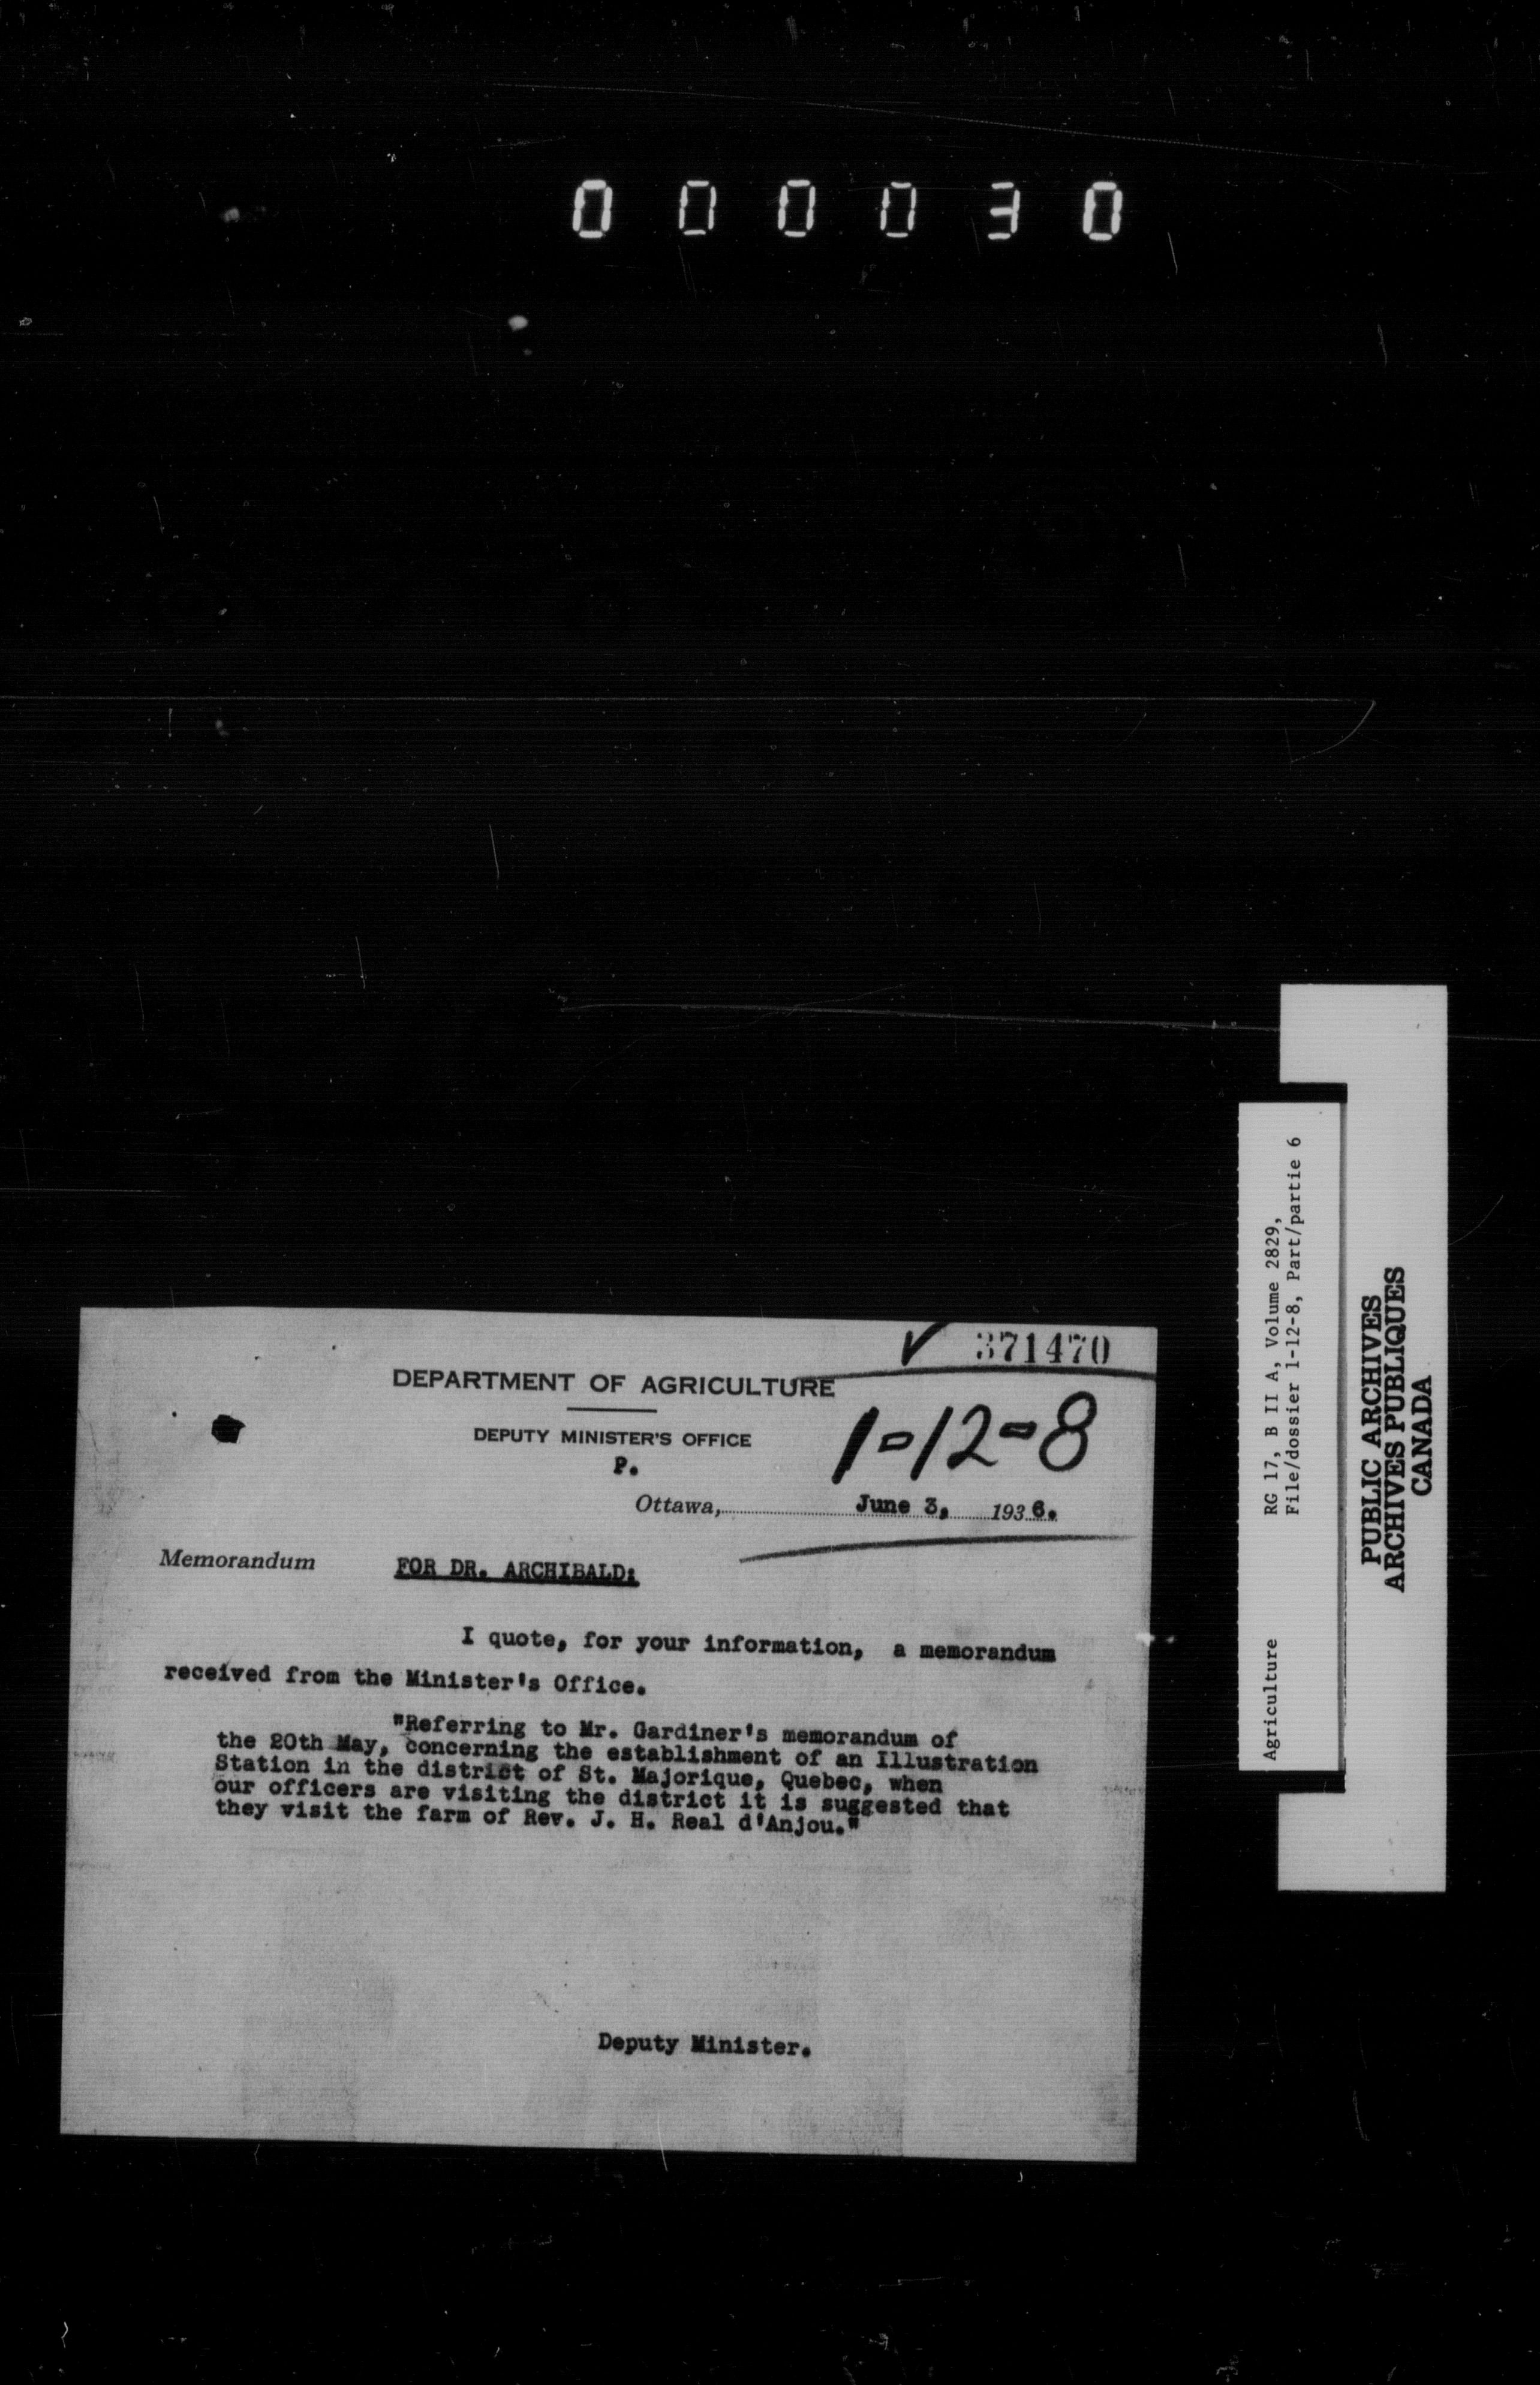 000030
371470
DEPARTMENT OF AGRICULTURE
DEPUTY MINISTER'S OFFICE
P.
1-12-8
Ottawa, June 3, 1936.
Memorandum FOR DR. ARCHIBALD:
I quote, for your information, a memorandum
received from the Minister's Office.
"Referring to Mr. Gardiner's memorandum of
the 20th May, concerning the establishment of an Illustration
Station in the district of St. Majorique, Quebec, when
our officers are visiting the district it is suggested that
they visit the farm of Rev. J. H. Real d'Anjou."
Deputy Minister.
Agriculture RG 17, B II A, Volume 2829,
File/dossier 1-12-8, Part/partie 6
PUBLIC ARCHIVES
ARCHIVES PUBLIQUES
CANADA